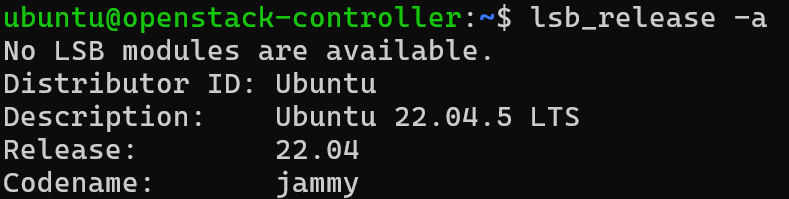 ubuntu@openstack-controller:~$ lsb_release -a
No LSB modules are available.
Distributor ID: Ubuntu
Description:    Ubuntu 22.04.5 LTS
Release:        22.04
Codename:       jammy